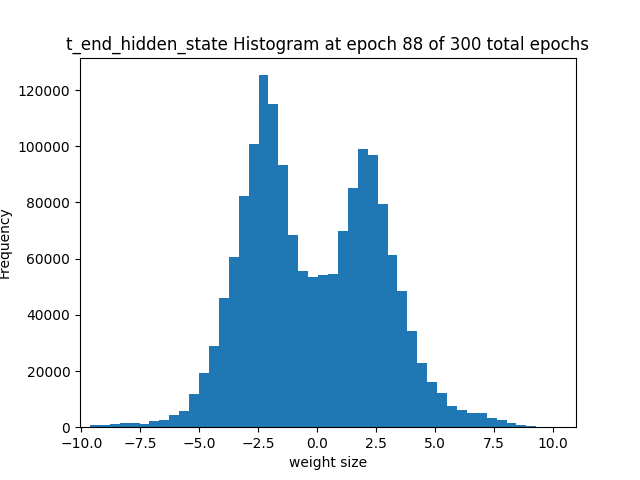 t_end_hidden_state Histogram at epoch 88 of 300 total epochs
120000
100000
80000
60000
40000
20000
0
Frequency
−10.0 −7.5 −5.0 −2.5 0.0 2.5 5.0 7.5 10.0
weight size